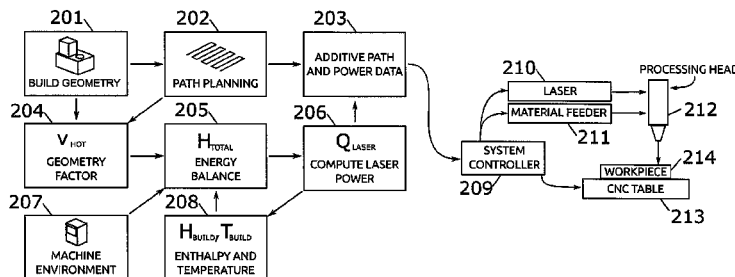 201
BUILD GEOMETRY
202
PATH PLANNING
203
ADDITIVE PATH
AND POWER DATA
204
V HOT
GEOMETRY
FACTOR
205
H TOTAL
ENERGY
BALANCE
206
Q LASER
COMPUTE LASER
POWER
207
MACHINE
ENVIRONMENT
208
H BUILD, T BUILD
ENTHALPY AND
TEMPERATURE
210
LASER
MATERIAL FEEDER
211
PROCESSING HEAD
212
SYSTEM
CONTROLLER
209
WORKPIECE
214
CNC TABLE
213